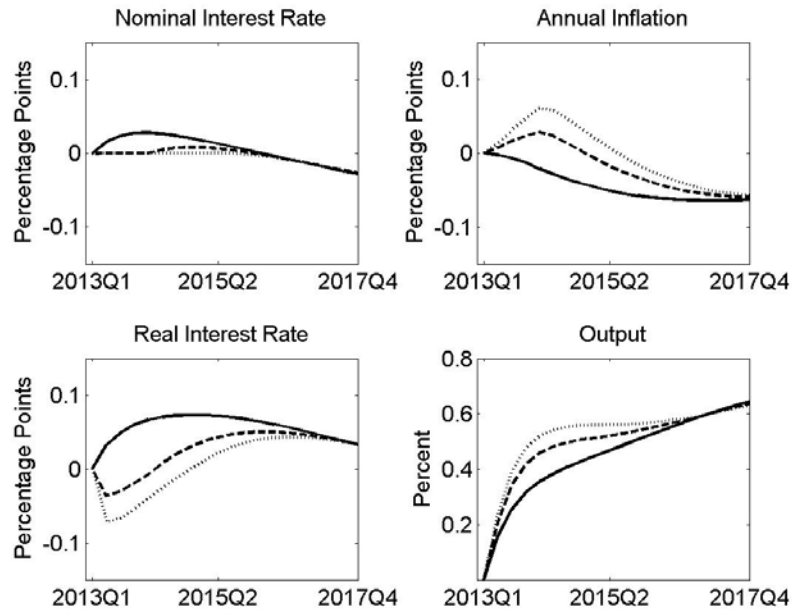 Nominal Interest Rate
Percentage Points
0.1
0
-0.1
2013Q1 2015Q2 2017Q4
Annual Inflation
Percentage Points
0.1
0
-0.1
2013Q1 2015Q2 2017Q4
Real Interest Rate
Percentage Points
0.1
0
-0.1
2013Q1 2015Q2 2017Q4
Output
Percent
0.8
0.6
0.4
0.2
2013Q1 2015Q2 2017Q4